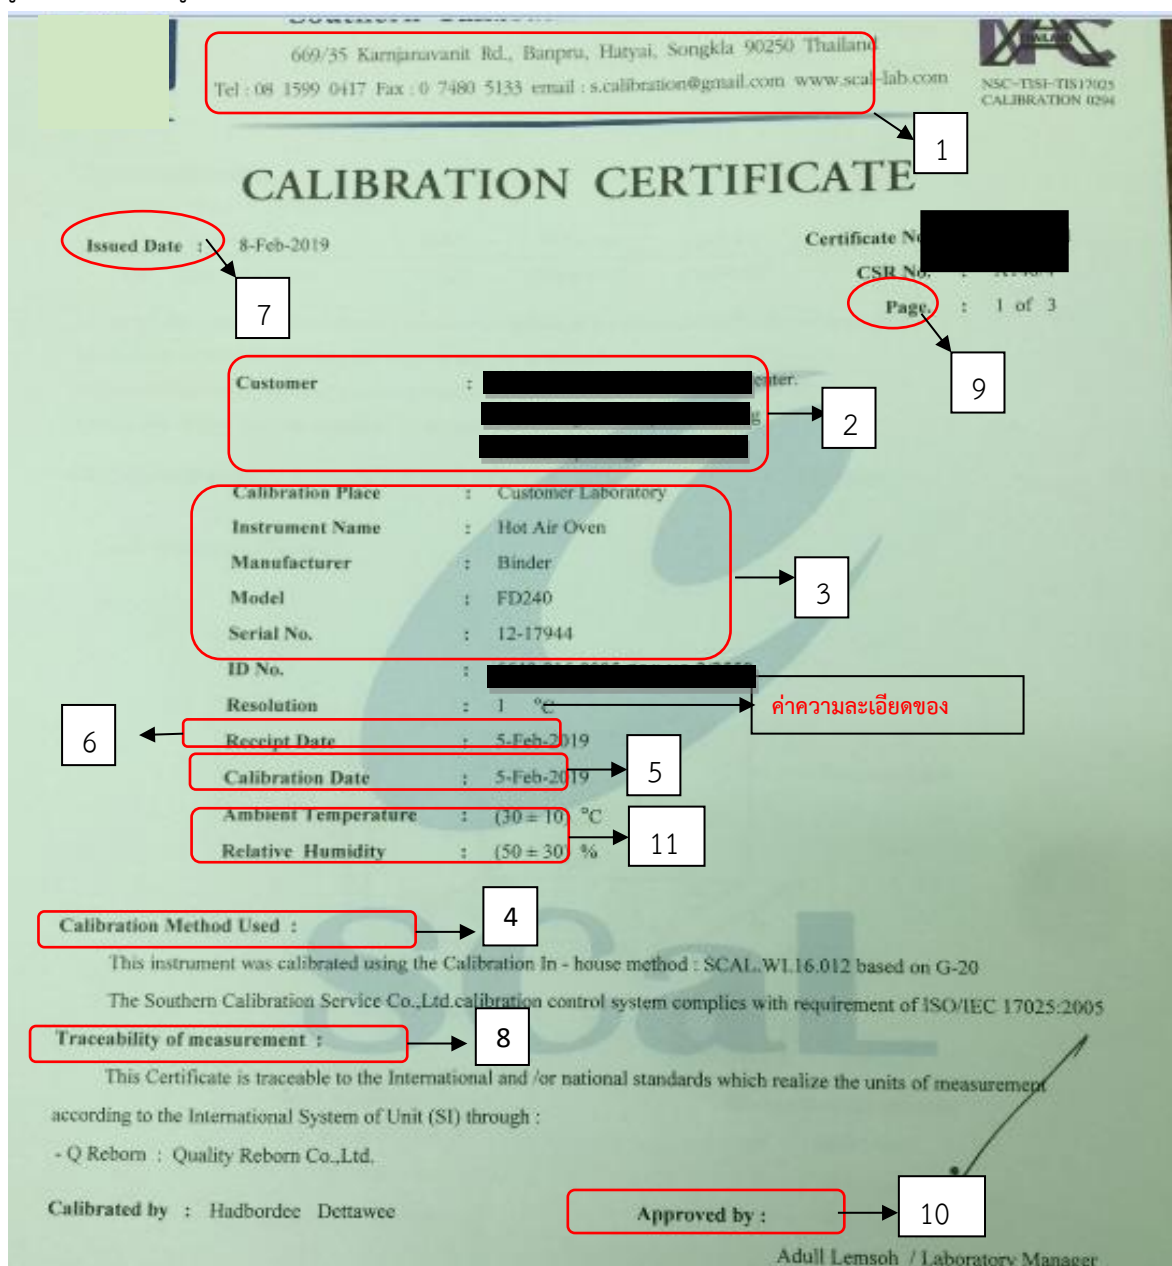 669/35 Karnjanavanit Rd., Banpru, Hatyai, Songkla 90250 Thailand
Tel : 08 1599 0417 Fax : 0 7480 5133 email : s.calibration@gmail.com www.scal-lab.com
THAILAND
NSC-TISI-TIS17025
CALIBRATION 0294
1
CALIBRATION CERTIFICATE
Issued Date : 8-Feb-2019
Certificate No
CSR No. :
7
Page. : 1 of 3
9
Customer :
2
Calibration Place : Customer Laboratory
Instrument Name : Hot Air Oven
Manufacturer : Binder
3
Model : FD240
Serial No. : 12-17944
ID No. :
Resolution : 1 °C
ค่าความละเอียดของ
6
Receipt Date : 5-Feb-2019
Calibration Date : 5-Feb-2019
5
Ambient Temperature : (30 ± 10) °C
Relative Humidity : (50 ± 30) %
11
4
Calibration Method Used :
This instrument was calibrated using the Calibration In - house method : SCAL.WI.16.012 based on G-20
The Southern Calibration Service Co.,Ltd.calibration control system complies with requirement of ISO/IEC 17025:2005
Traceability of measurement :
8
This Certificate is traceable to the International and /or national standards which realize the units of measurement
according to the International System of Unit (SI) through :
- Q Reborn : Quality Reborn Co.,Ltd.
Calibrated by : Hadbordee Dettawee
Approved by :
10
Adull Lemsoh / Laboratory Manager
SCaL